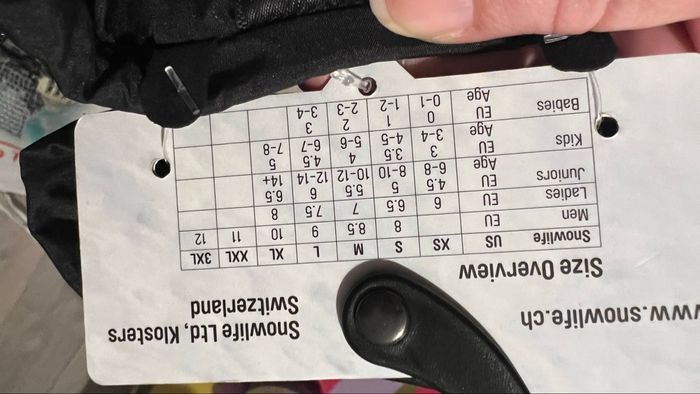 Snowlife Ltd, Klosters
Switzerland
ww.snowlife.ch
Size Overview
Snowlife US XS S M L XL XXL 3XL
Men EU 8 8.5 9 10 11 12
Ladies EU 6 6.5 7 7.5 8
Juniors EU 4.5 5 5.5 6 6.5
Age 6-8 8-10 10-12 12-14 14+
Kids EU 3 3.5 4 4.5 5
Age 3-4 4-5 5-6 6-7 7-8
Babies EU 0 1 2 3
Age 0-1 1-2 2-3 3-4